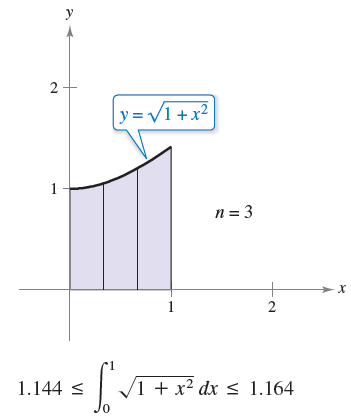 y
2
y = √1 + x²
1
n = 3
x
1
2
1.144 ≤ ∫₀¹ √1 + x² dx ≤ 1.164